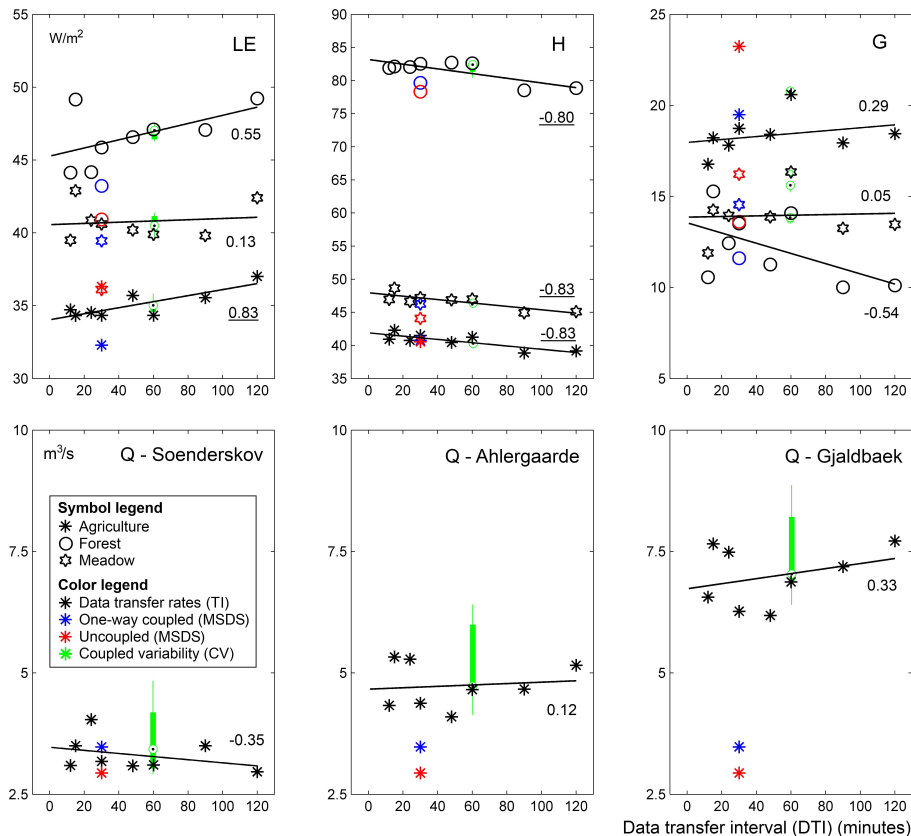 W/m²
LE
50
45
40
35
30
0 20 40 60 80 100 120
0.55
0.13
0.83
H
90
85
80
75
70
65
60
55
50
45
40
35
0 20 40 60 80 100 120
-0.80
-0.83
-0.83
G
25
20
15
10
5
0 20 40 60 80 100 120
0.29
0.05
-0.54
10
7.5
5
2.5
m³/s
Q - Soenderskov
Symbol legend
Agriculture
Forest
Meadow
Color legend
Data transfer rates (TI)
One-way coupled (MSDS)
Uncoupled (MSDS)
Coupled variability (CV)
-0.35
0 20 40 60 80 100 120
10
7.5
5
2.5
Q - Ahlergaarde
0.12
0 20 40 60 80 100 120
10
7.5
5
2.5
Q - Gjaldbaek
0.33
0 20 40 60 80 100 120
Data transfer interval (DTI) (minutes)